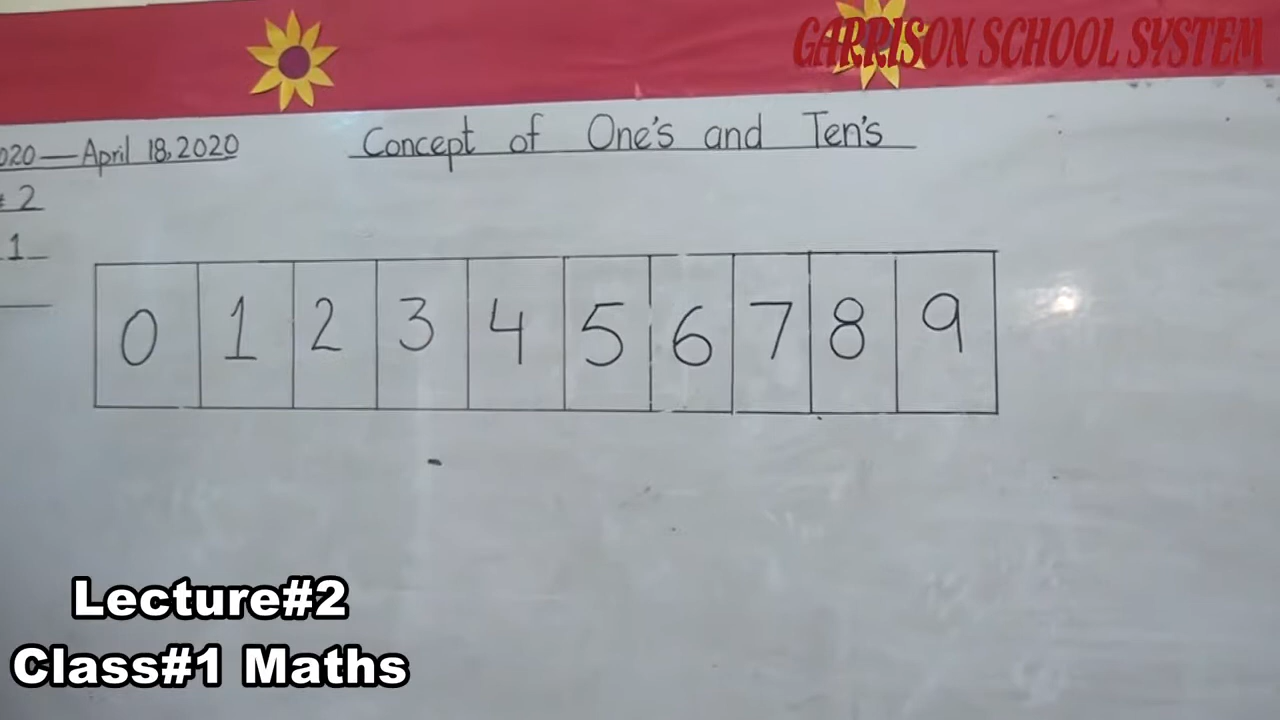 GARRISON SCHOOL SYSTEM
Concept of One's and Ten's
020—April 18,2020
2
1
0 1 2 3 4 5 6 7 8 9
Lecture#2
Class#1 Maths